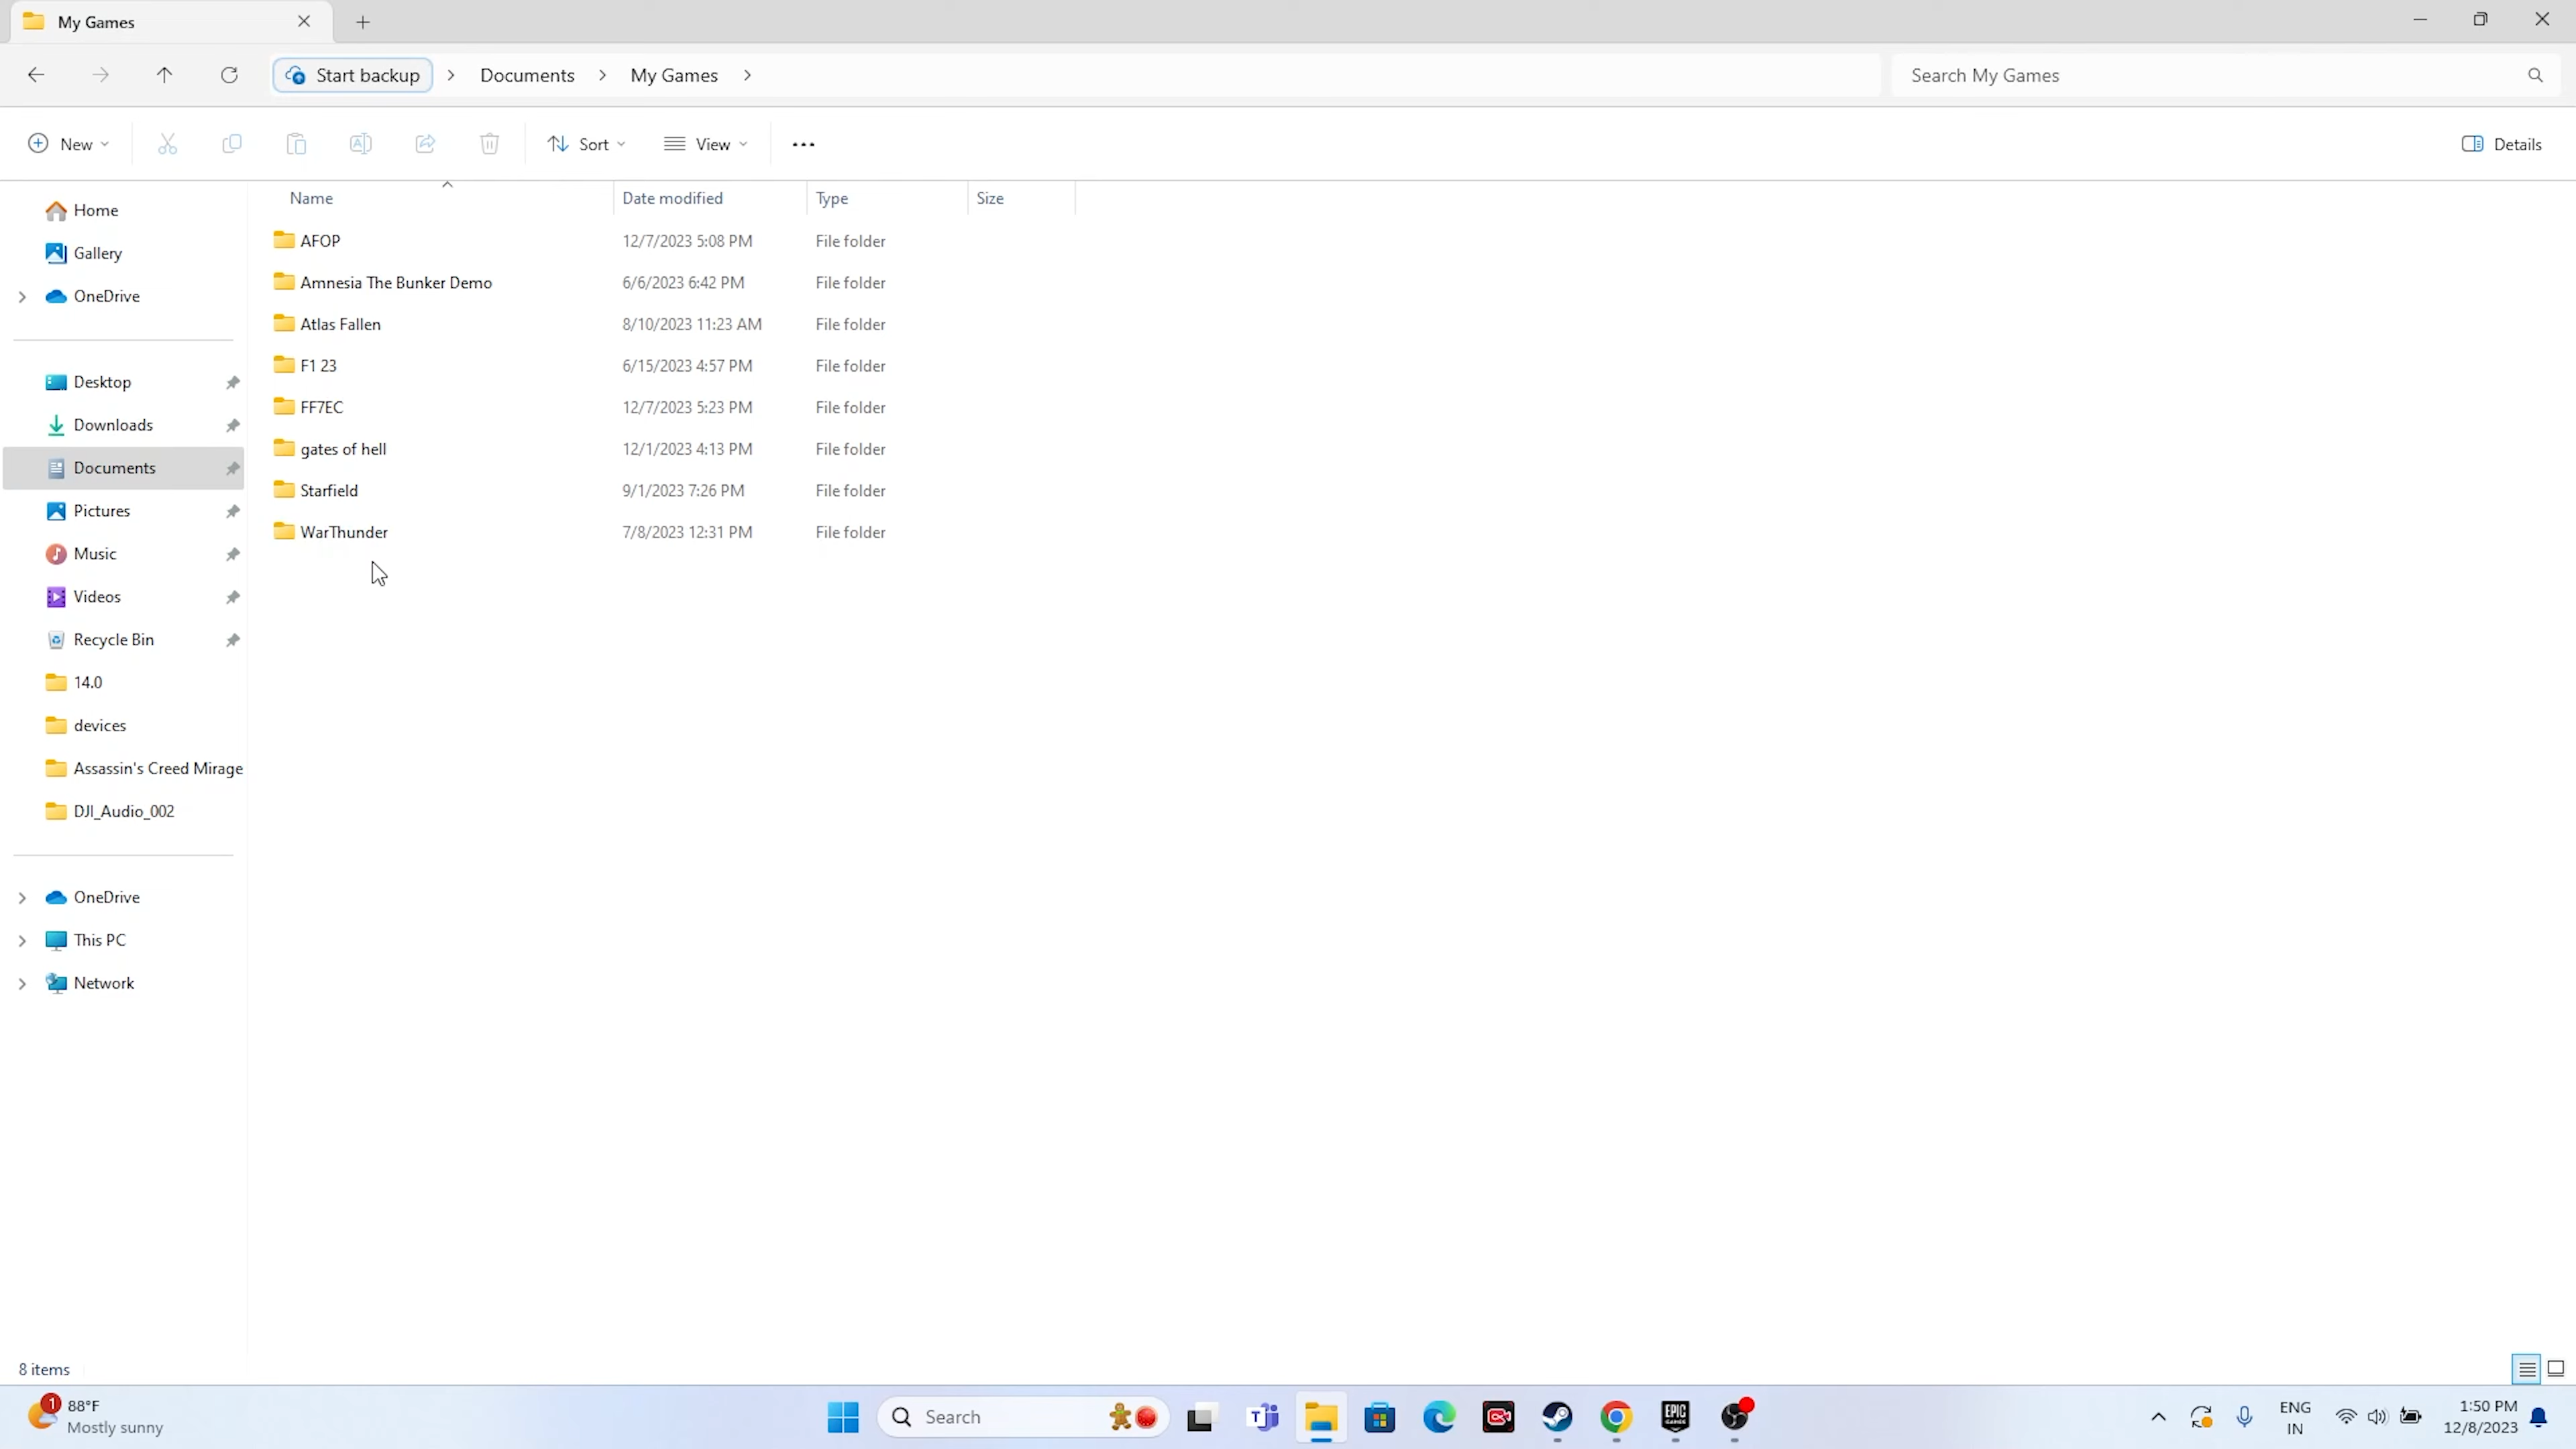 My Games
Start backup > Documents > My Games >
Search My Games
New
Sort
View
Details
Name Date modified Type Size
AFOP 12/7/2023 5:08 PM File folder
Amnesia The Bunker Demo 6/6/2023 6:42 PM File folder
Atlas Fallen 8/10/2023 11:23 AM File folder
F1 23 6/15/2023 4:57 PM File folder
FF7EC 12/7/2023 5:23 PM File folder
gates of hell 12/1/2023 4:13 PM File folder
Starfield 9/1/2023 7:26 PM File folder
WarThunder 7/8/2023 12:31 PM File folder
Home
Gallery
OneDrive
Desktop
Downloads
Documents
Pictures
Music
Videos
Recycle Bin
14.0
devices
Assassin's Creed Mirage
DJI_Audio_002
OneDrive
This PC
Network
8 items
1
88°F
Mostly sunny
Search
EPIC
GAMES
ENG
IN
1:50 PM
12/8/2023